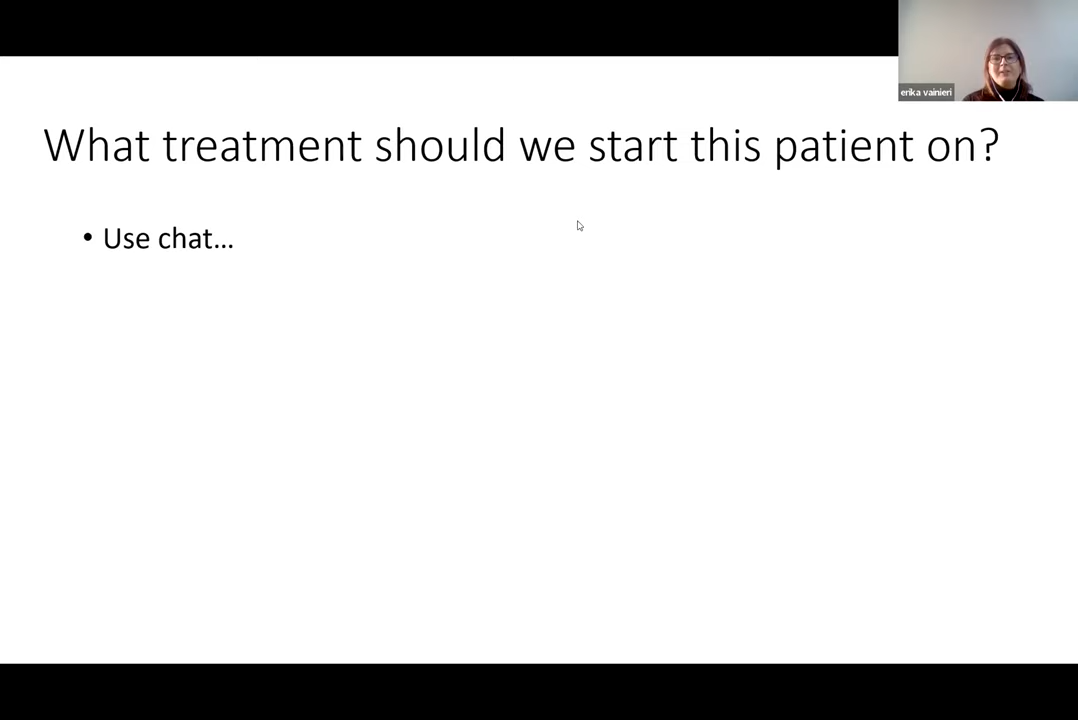 erika vainieri
What treatment should we start this patient on?
• Use chat...